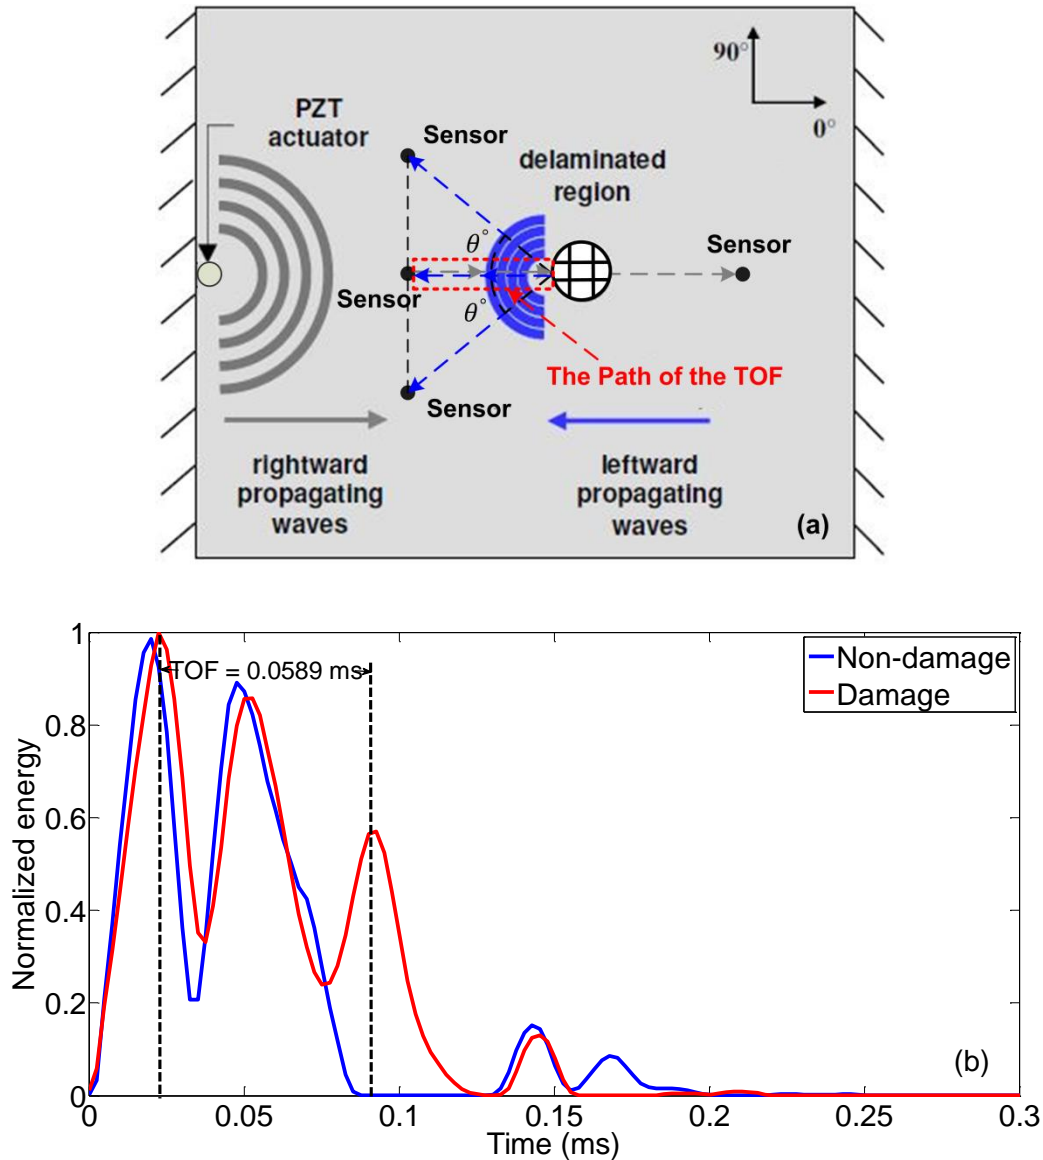 90°
0°
PZT
actuator
Sensor
delaminated
region
θ°
Sensor
Sensor
θ°
The Path of the TOF
Sensor
rightward
propagating
waves
leftward
propagating
waves
(a)
TOF = 0.0589 ms
Non-damage
Damage
Normalized energy
1
0.8
0.6
0.4
0.2
0
(b)
0 0.05 0.1 0.15 0.2 0.25 0.3
Time (ms)